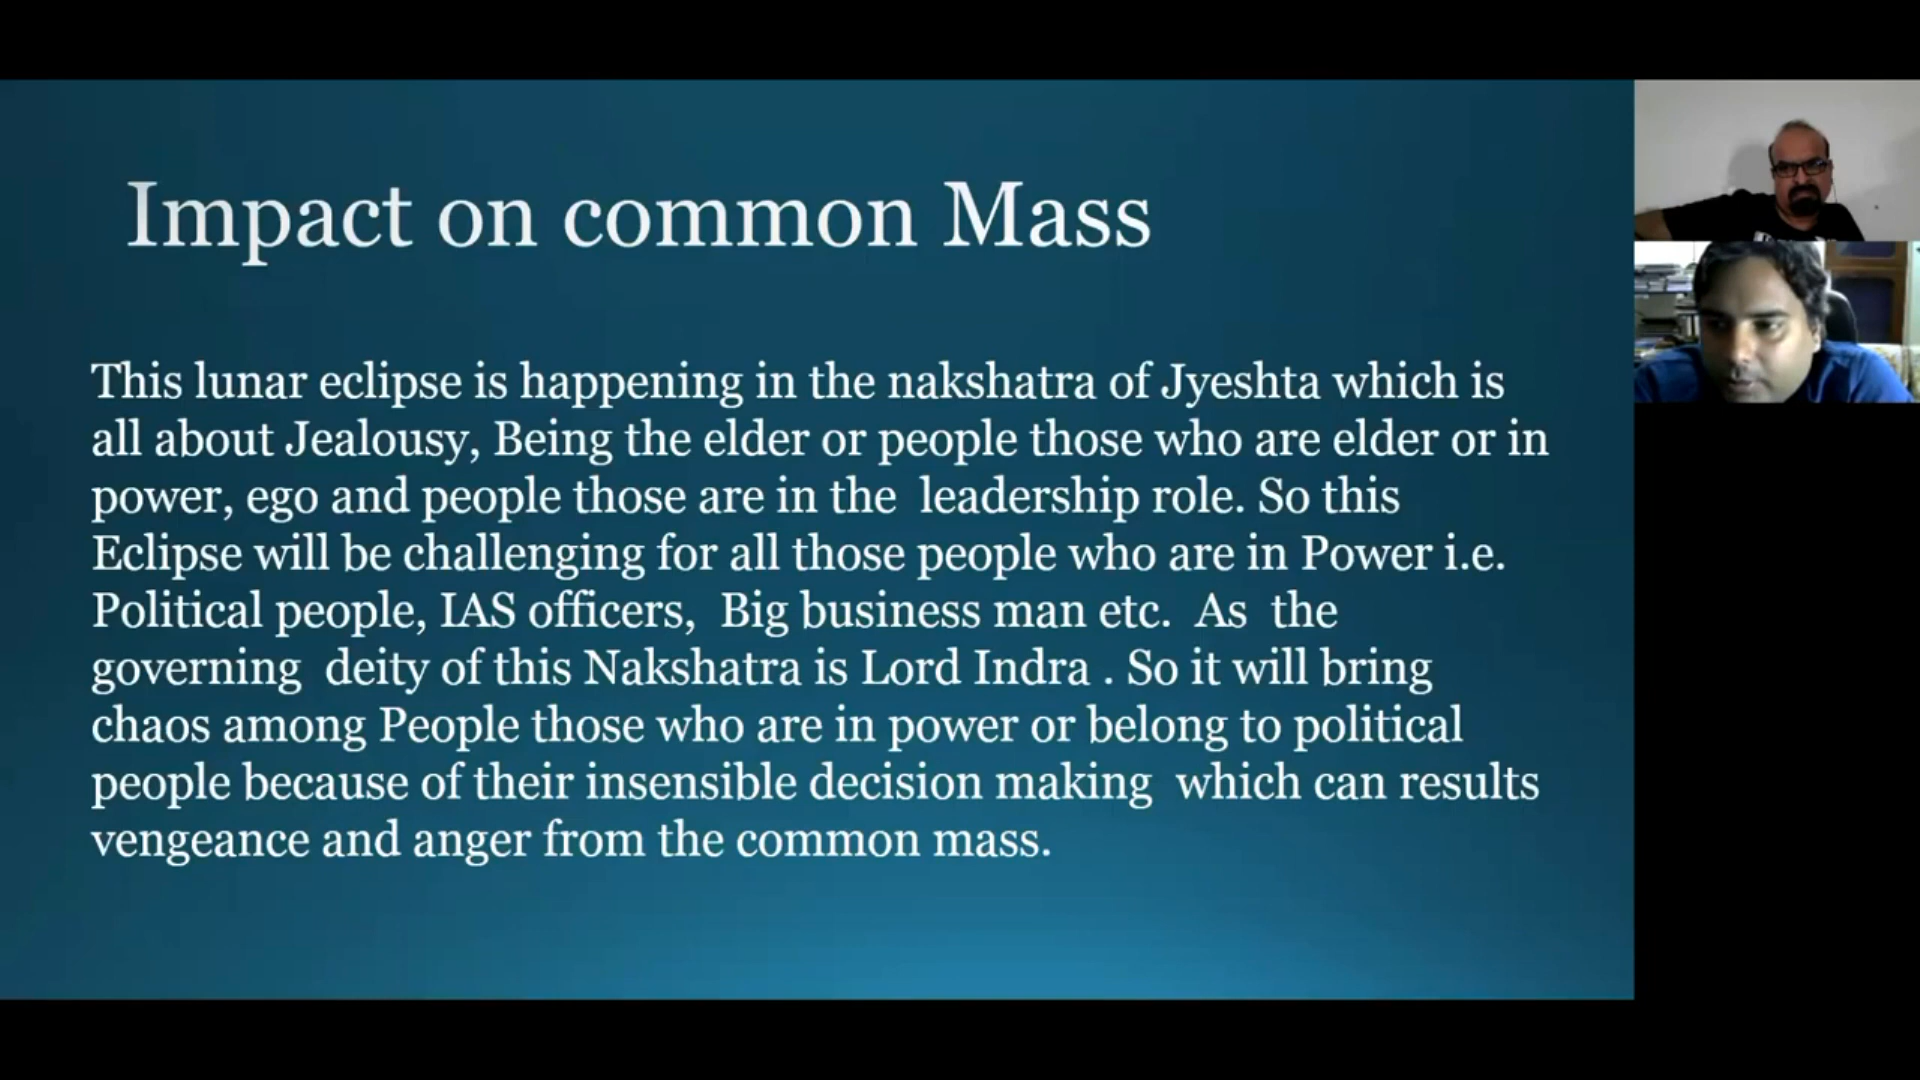 Impact on common Mass
This lunar eclipse is happening in the nakshatra of Jyeshta which is
all about Jealousy, Being the elder or people those who are elder or in
power, ego and people those are in the  leadership role. So this
Eclipse will be challenging for all those people who are in Power i.e.
Political people, IAS officers,  Big business man etc.  As  the
governing  deity of this Nakshatra is Lord Indra . So it will bring
chaos among People those who are in power or belong to political
people because of their insensible decision making  which can results
vengeance and anger from the common mass.